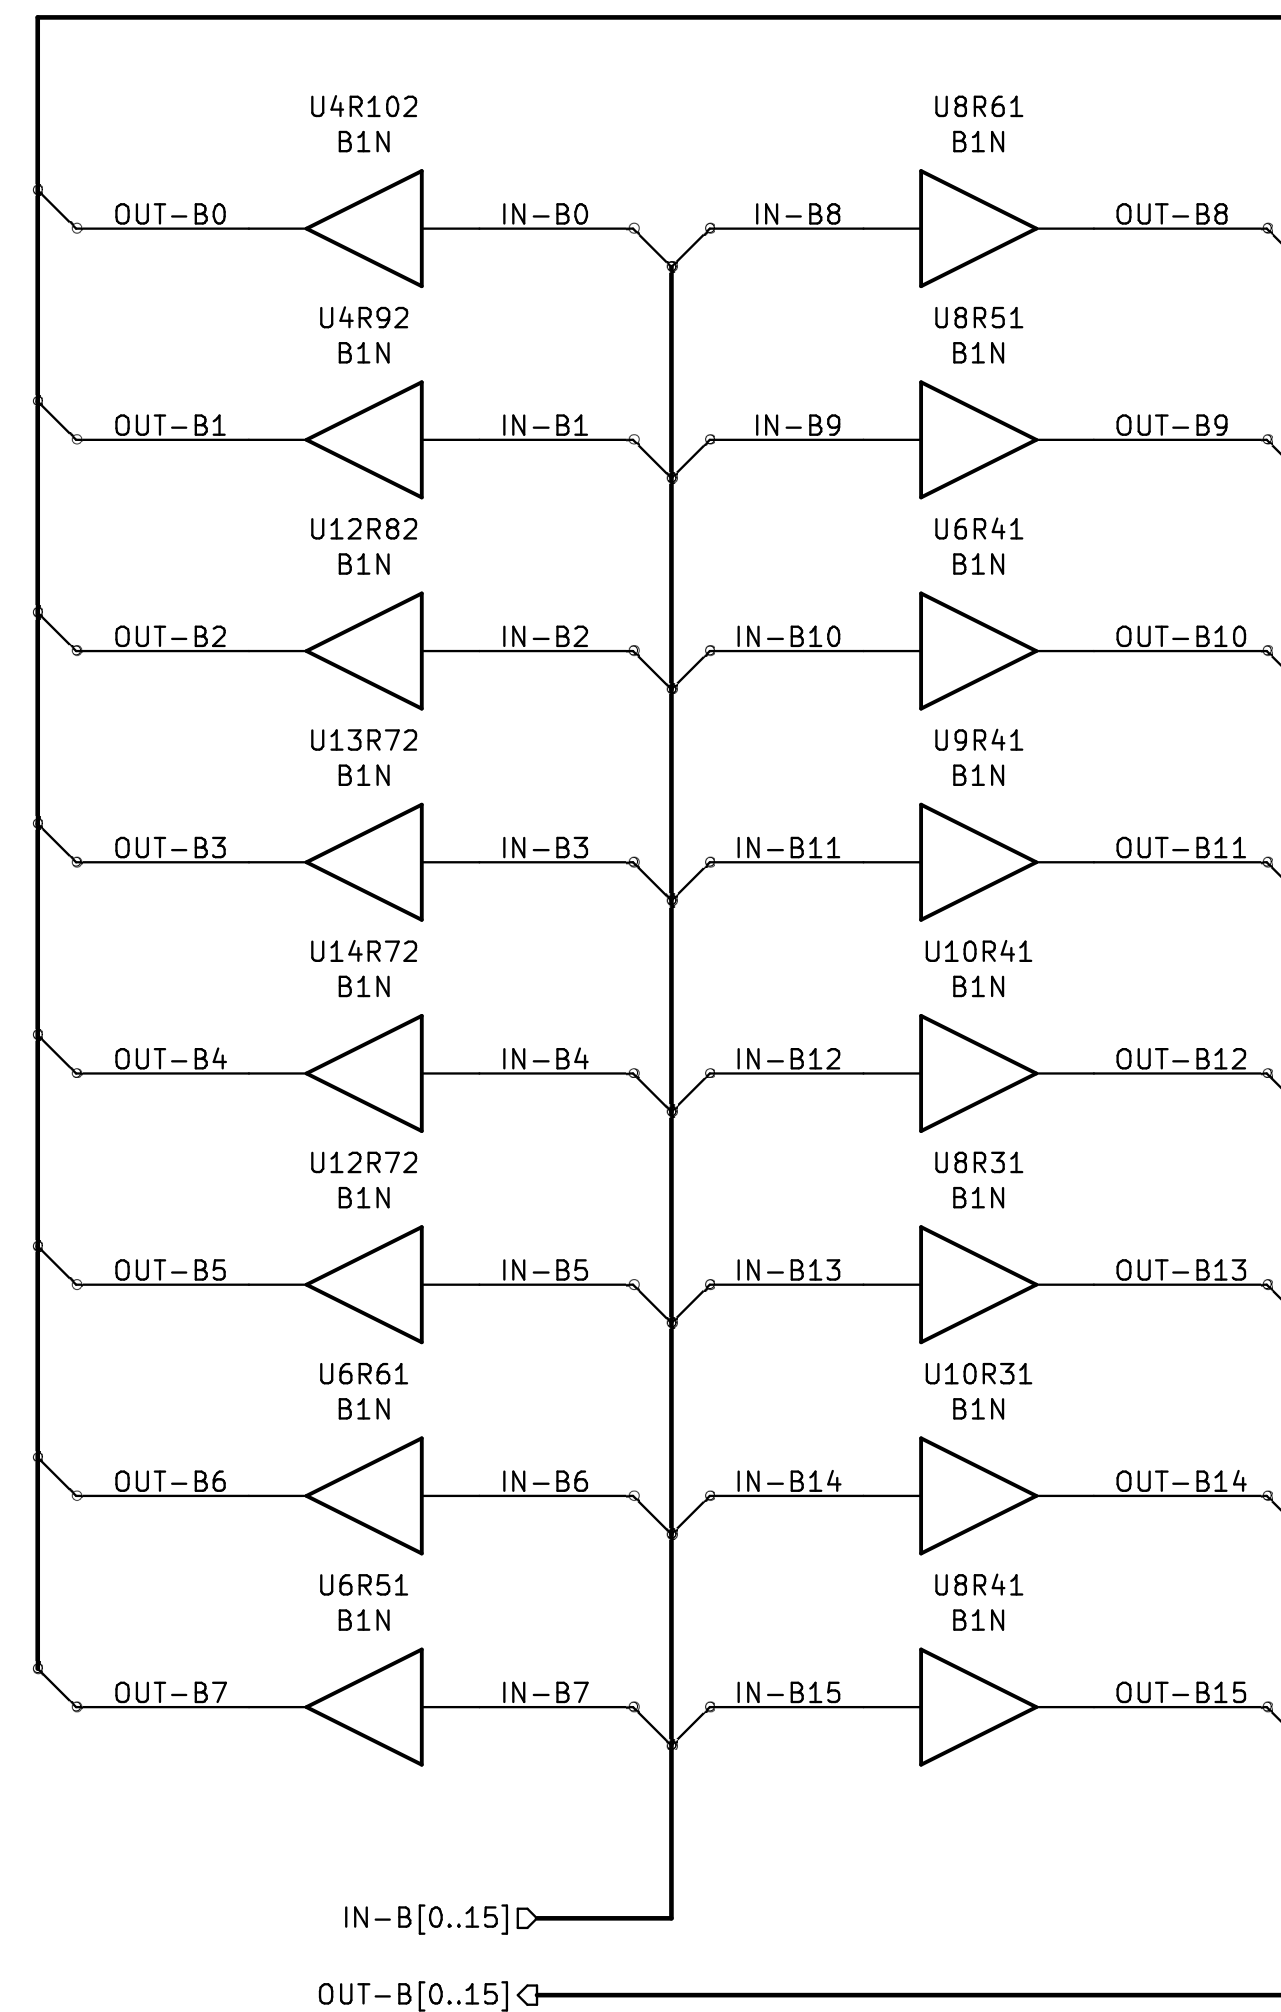 U4R102
B1N
U8R61
B1N
OUT-B0
IN-B0
IN-B8
OUT-B8
U4R92
B1N
U8R51
B1N
OUT-B1
IN-B1
IN-B9
OUT-B9
U12R82
B1N
U6R41
B1N
OUT-B2
IN-B2
IN-B10
OUT-B10
U13R72
B1N
U9R41
B1N
OUT-B3
IN-B3
IN-B11
OUT-B11
U14R72
B1N
U10R41
B1N
OUT-B4
IN-B4
IN-B12
OUT-B12
U12R72
B1N
U8R31
B1N
OUT-B5
IN-B5
IN-B13
OUT-B13
U6R61
B1N
U10R31
B1N
OUT-B6
IN-B6
IN-B14
OUT-B14
U6R51
B1N
U8R41
B1N
OUT-B7
IN-B7
IN-B15
OUT-B15
IN-B[0..15]
OUT-B[0..15]